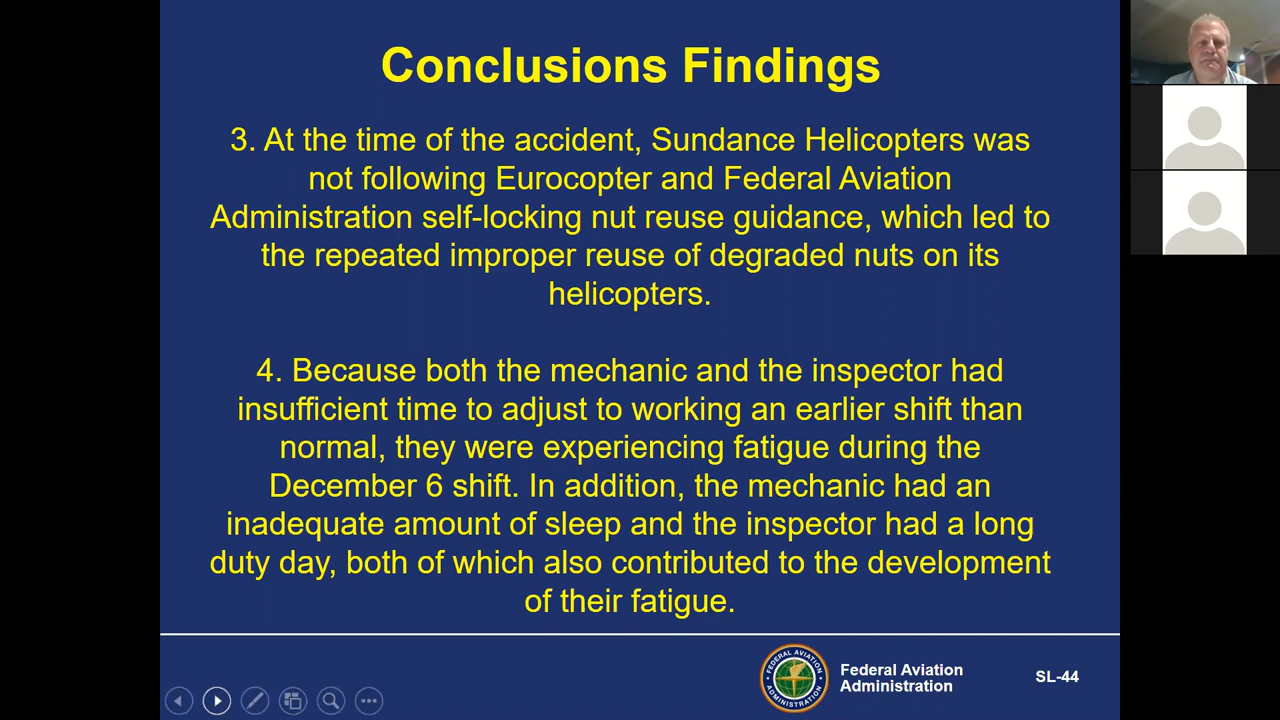 Conclusions Findings
3. At the time of the accident, Sundance Helicopters was
not following Eurocopter and Federal Aviation
Administration self-locking nut reuse guidance, which led to
the repeated improper reuse of degraded nuts on its
helicopters.
4. Because both the mechanic and the inspector had
insufficient time to adjust to working an earlier shift than
normal, they were experiencing fatigue during the
December 6 shift. In addition, the mechanic had an
inadequate amount of sleep and the inspector had a long
duty day, both of which also contributed to the development
of their fatigue.
FEDERAL AVIATION
ADMINISTRATION
Federal Aviation
Administration
SL-44